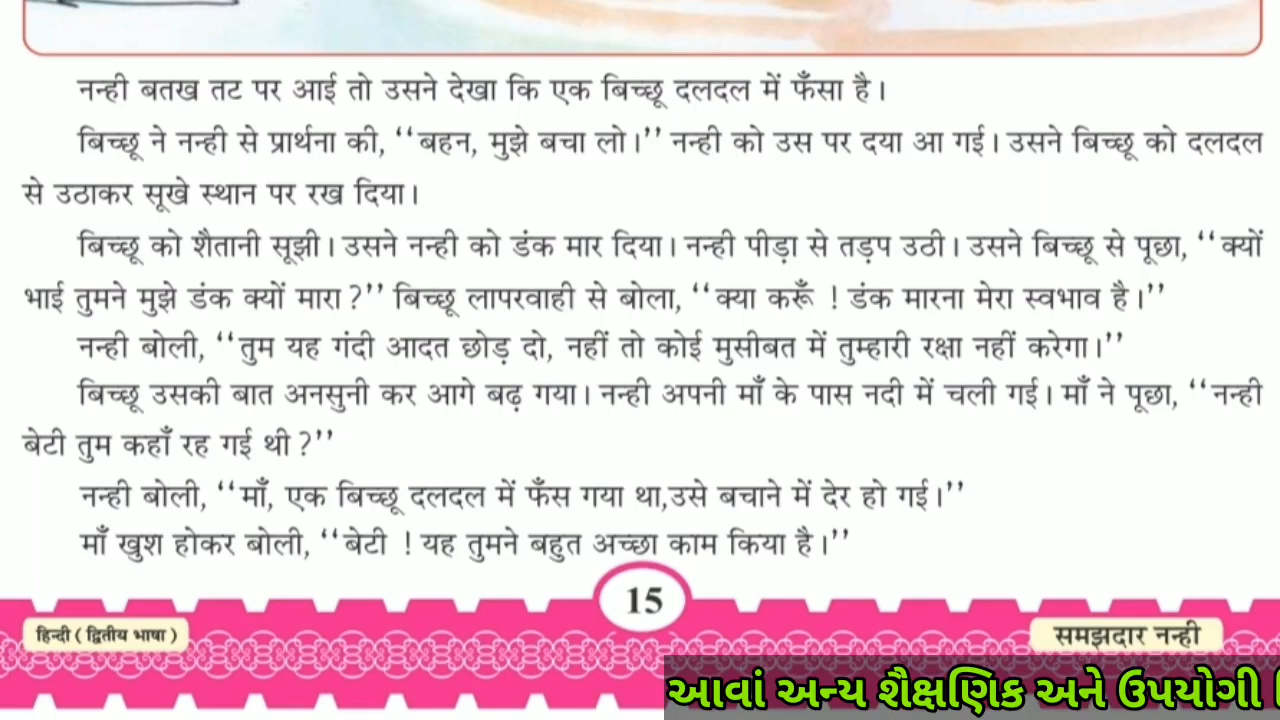 नन्ही बतख तट पर आई तो उसने देखा कि एक बिच्छू दलदल में फँसा है।
बिच्छू ने नन्ही से प्रार्थना की, ‘‘बहन, मुझे बचा लो।’’ नन्ही को उस पर दया आ गई। उसने बिच्छू को दलदल
से उठाकर सूखे स्थान पर रख दिया।
बिच्छू को शैतानी सूझी। उसने नन्ही को डंक मार दिया। नन्ही पीड़ा से तड़प उठी। उसने बिच्छू से पूछा, ‘‘क्यों
भाई तुमने मुझे डंक क्यों मारा?’’ बिच्छू लापरवाही से बोला, ‘‘क्या करूँ ! डंक मारना मेरा स्वभाव है।’’
नन्ही बोली, ‘‘तुम यह गंदी आदत छोड़ दो, नहीं तो कोई मुसीबत में तुम्हारी रक्षा नहीं करेगा।’’
बिच्छू उसकी बात अनसुनी कर आगे बढ़ गया। नन्ही अपनी माँ के पास नदी में चली गई। माँ ने पूछा, ‘‘नन्ही
बेटी तुम कहाँ रह गई थी?’’
नन्ही बोली, ‘‘माँ, एक बिच्छू दलदल में फँस गया था,उसे बचाने में देर हो गई।’’
माँ खुश होकर बोली, ‘‘बेटी ! यह तुमने बहुत अच्छा काम किया है।’’
15
हिन्दी ( द्वितीय भाषा )
समझदार नन्ही
આવાં અન્ય શૈક્ષણિક અને ઉપયોગી